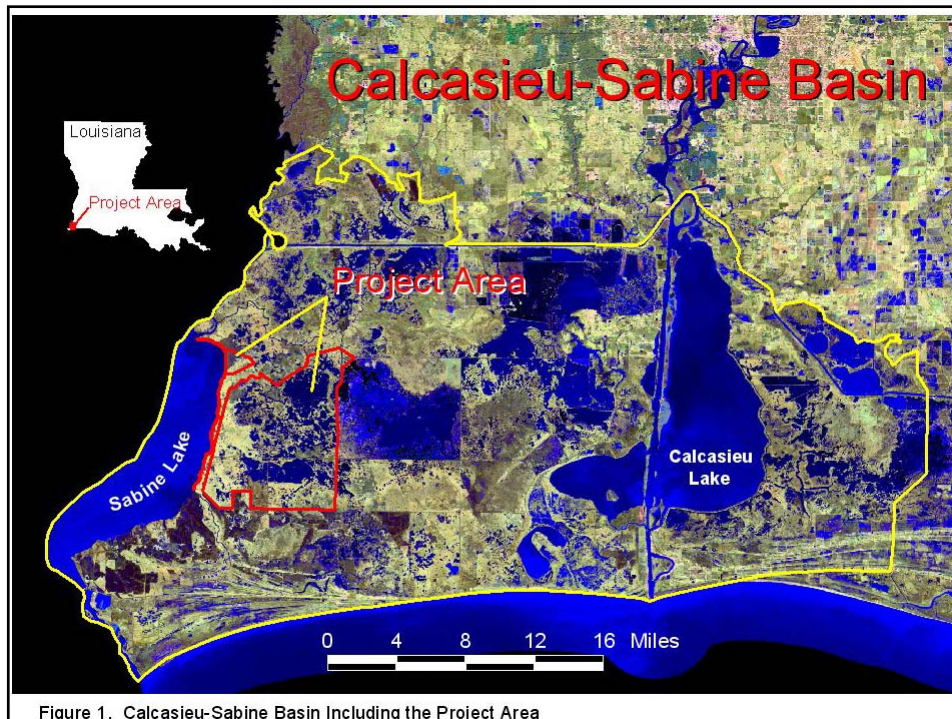 Calcasieu-Sabine Basin
Louisiana
Project Area
Project Area
Sabine Lake
Calcasieu
Lake
0 4 8 12 16 Miles
Figure 1. Calcasieu-Sabine Basin Including the Project Area